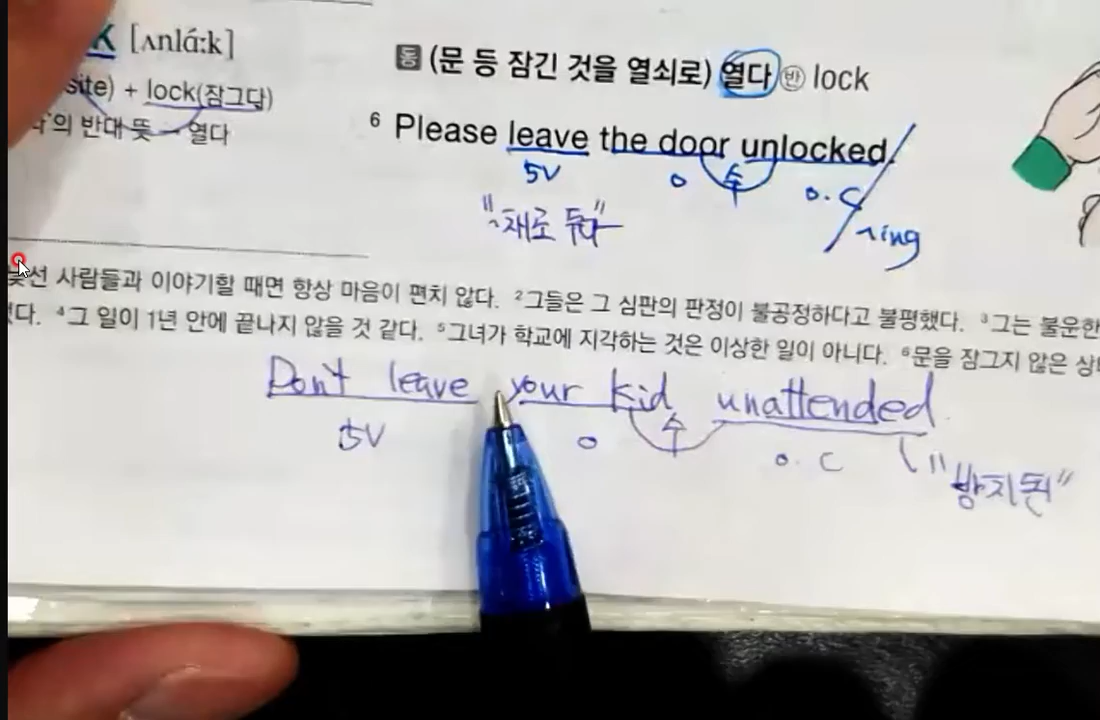 [ʌnlάːk]
+ lock(잠그다)
의 반대 뜻 → 열다
동 (문 등 잠긴 것을 열쇠로) 열다 반 lock
6 Please leave the door unlocked.
5V O 수 O.C / ~ing
"~채로 두다"
낯선 사람들과 이야기할 때면 항상 마음이 편치 않다. 2그들은 그 심판의 판정이 불공정하다고 불평했다. 3그는 불운한
다. 4그 일이 1년 안에 끝나지 않을 것 같다. 5그녀가 학교에 지각하는 것은 이상한 일이 아니다. 6문을 잠그지 않은
Don't leave your kid unattended
5V O 수 O.C "방치된"